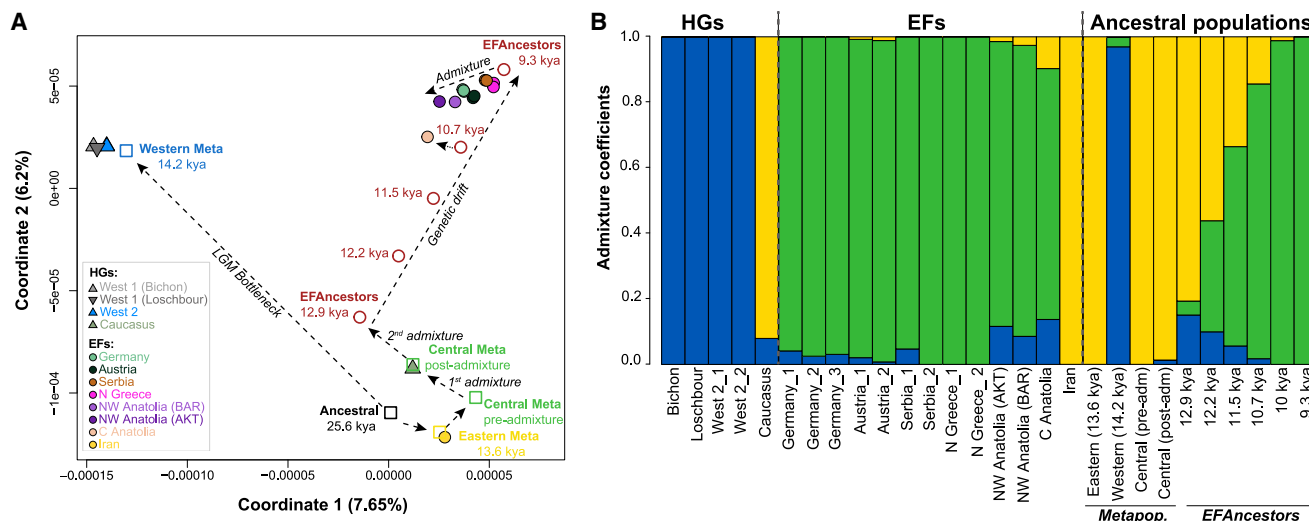 A
EFAncestors
9.3 kya
Admixture
10.7 kya
Western Meta
14.2 kya
11.5 kya
Genetic drift
12.2 kya
LGM Bottleneck
EFAncestors
12.9 kya
2nd admixture
Central Meta
post-admixture
1st admixture
Ancestral
25.6 kya
Central Meta
pre-admixture
Eastern Meta
13.6 kya
HGs:
West 1 (Bichon)
West 1 (Loschbour)
West 2
Caucasus
EFs:
Germany
Austria
Serbia
N Greece
NW Anatolia (BAR)
NW Anatolia (AKT)
C Anatolia
Iran
Coordinate 2 (6.2%)
5e−05
0e+00
−5e−05
−1e−04
−0.00015
−0.00010
−0.00005
0.00000
0.00005
Coordinate 1 (7.65%)
B
HGs
EFs
Ancestral populations
Admixture coefficients
1.0
0.8
0.6
0.4
0.2
0.0
Bichon
Loschbour
West 2_1
West 2_2
Caucasus
Germany_1
Germany_2
Germany_3
Austria_1
Austria_2
Serbia_1
Serbia_2
N Greece_1
N Greece_2
NW Anatolia (AKT)
NW Anatolia (BAR)
C Anatolia
Iran
Eastern (13.6 kya)
Western (14.2 kya)
Central (pre-adm)
Central (post-adm)
12.9 kya
12.2 kya
11.5 kya
10.7 kya
10 kya
9.3 kya
Metapop.
EFAncestors